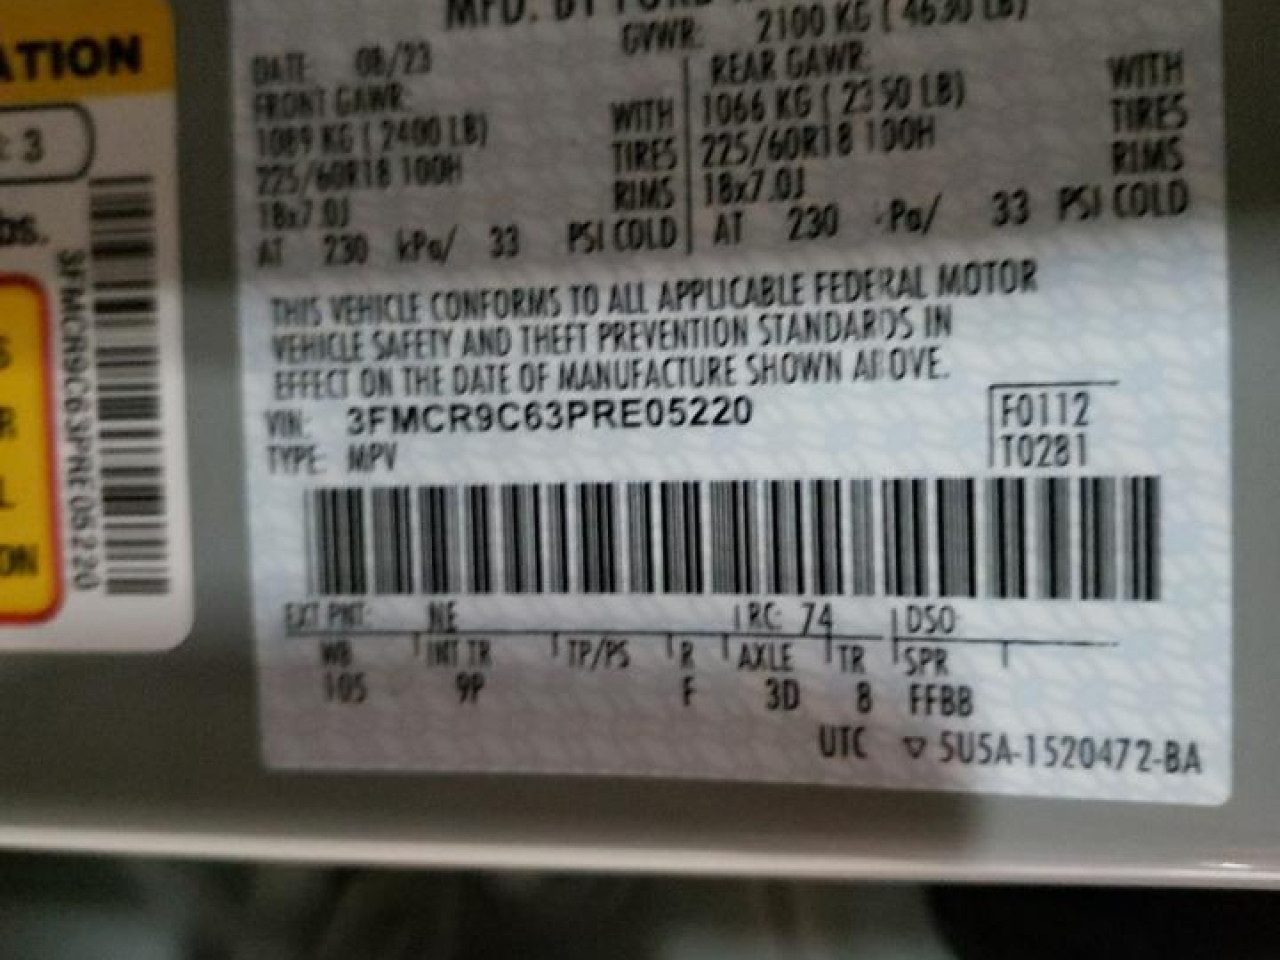 ATION
: 3
bs.
3FMCR9C63PRE05220
S
R
L
ON
MFD. BY FORD
GVWR: 2100 KG ( 4630 LB)
DATE: 08/23
FRONT GAWR:
1089 KG ( 2400 LB) WITH
225/60R18 100H TIRES
18x7.0J RIMS
AT 230 kPa/ 33 PSI COLD
REAR GAWR: WITH
1066 KG ( 2350 LB) TIRES
225/60R18 100H RIMS
18x7.0J
AT 230 kPa/ 33 PSI COLD
THIS VEHICLE CONFORMS TO ALL APPLICABLE FEDERAL MOTOR
VEHICLE SAFETY AND THEFT PREVENTION STANDARDS IN
EFFECT ON THE DATE OF MANUFACTURE SHOWN ABOVE.
VIN: 3FMCR9C63PRE05220
TYPE: MPV
F0112
T0281
EXT PNT: NE RC: 74 DSO:
WB INT TR TP/PS R AXLE TR SPR
105 9P F 3D 8 FFBB
UTC ▽ 5U5A-1520472-BA